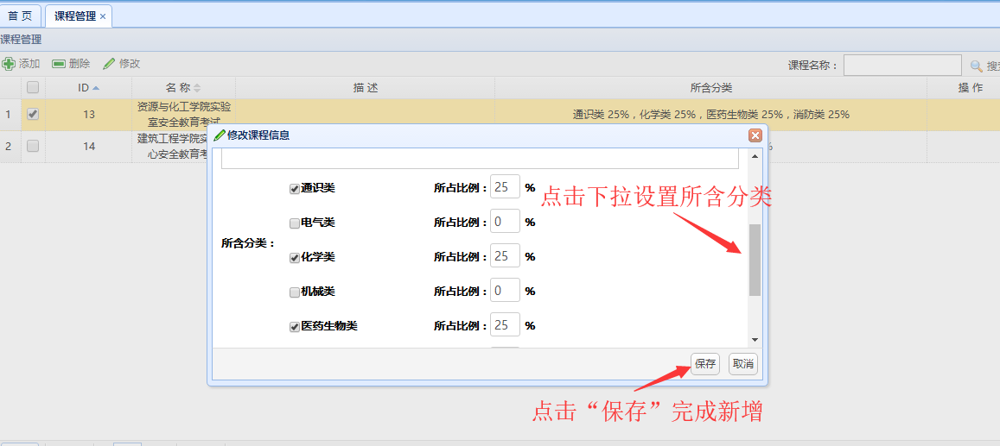 首 页
课程管理 ×
课程管理
添加 删除 修改
课程名称：
ID 名 称 描 述 所含分类 操 作
1 13 资源与化工学院实验
室安全教育考试
通识类 25%，化学类 25%，医药生物类 25%，消防类 25%
2 14 建筑工程学院实
心安全教育考
%
修改课程信息
通识类 所占比例： 25 %
点击下拉设置所含分类
电气类 所占比例： 0 %
所含分类：
化学类 所占比例： 25 %
机械类 所占比例： 0 %
医药生物类 所占比例： 25 %
保存 取消
点击“保存”完成新增